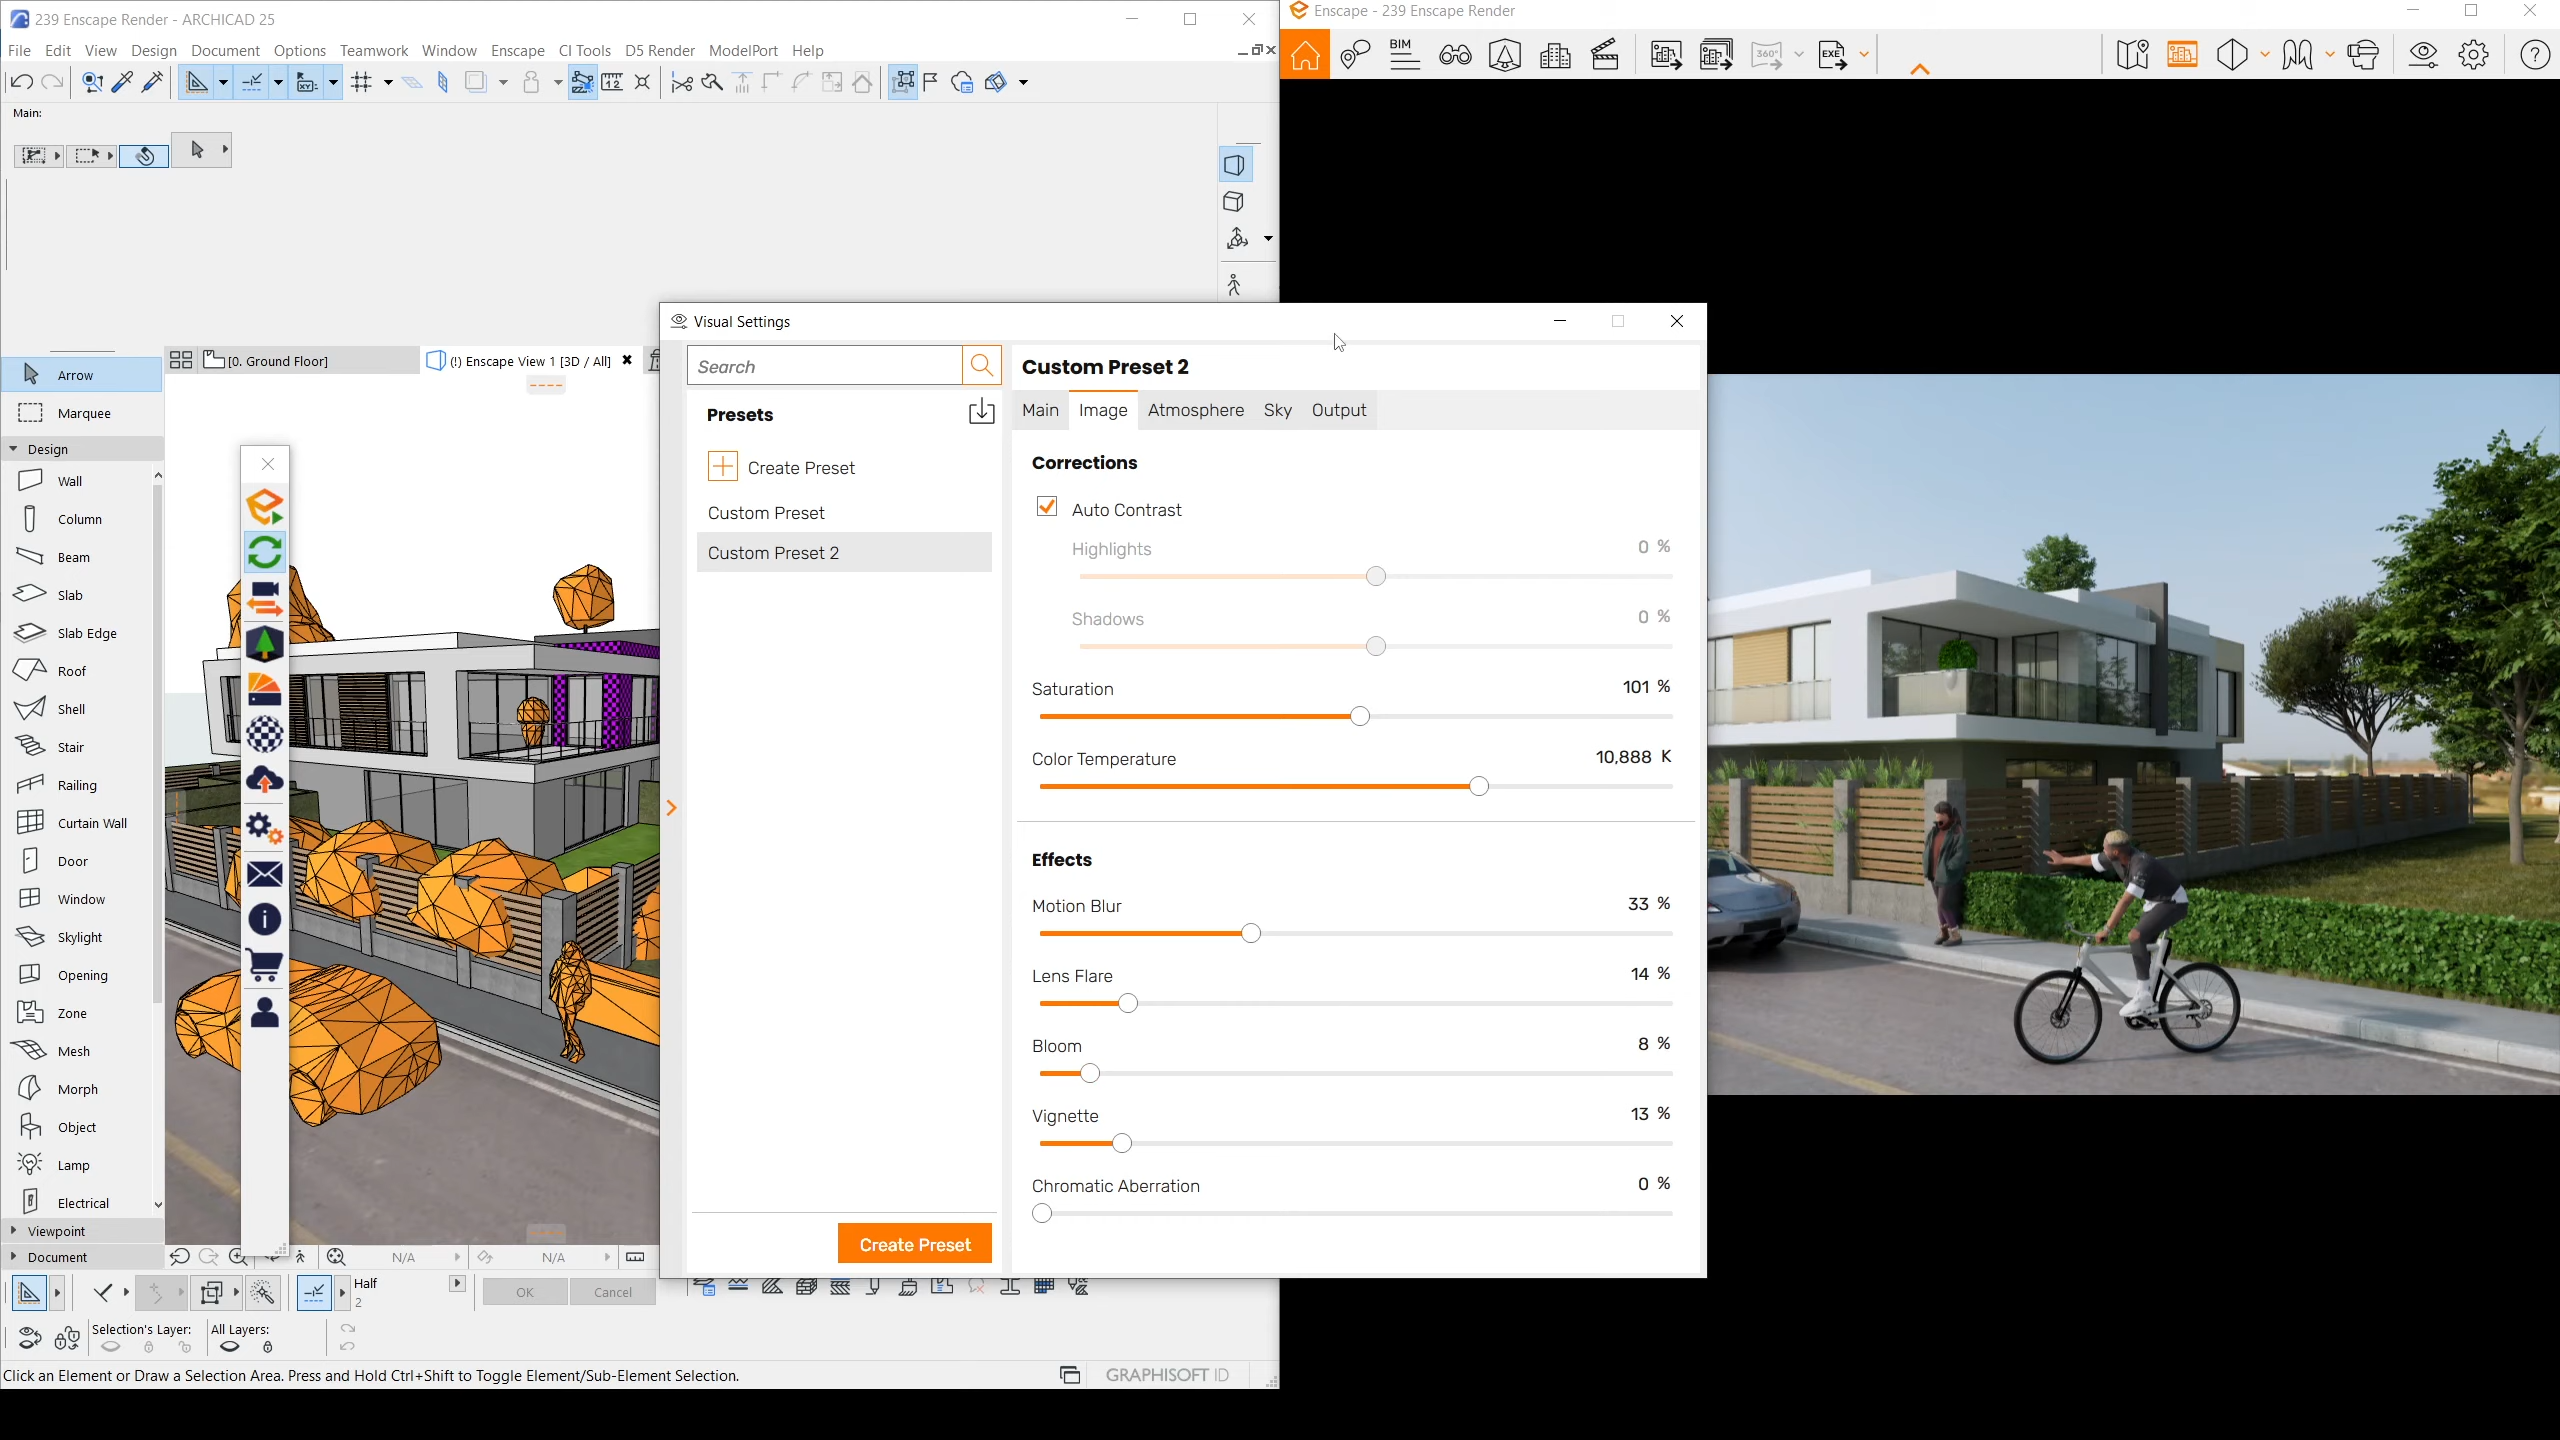 239 Enscape Render - ARCHICAD 25
File Edit View Design Document Options Teamwork Window Enscape CI Tools D5 Render ModelPort Help
Main:
Enscape - 239 Enscape Render
BIM
360°
EXE
Arrow
Marquee
Design
Wall
Column
Beam
Slab
Slab Edge
Roof
Shell
Stair
Railing
Curtain Wall
Door
Window
Skylight
Opening
Zone
Mesh
Morph
Object
Lamp
Electrical
Viewpoint
Document
[0. Ground Floor]
(!) Enscape View 1 [3D / All]
Visual Settings
Search
Presets
Create Preset
Custom Preset
Custom Preset 2
Create Preset
Custom Preset 2
Main Image Atmosphere Sky Output
Corrections
Auto Contrast
Highlights 0 %
Shadows 0 %
Saturation 101 %
Color Temperature 10,888 K
Effects
Motion Blur 33 %
Lens Flare 14 %
Bloom 8 %
Vignette 13 %
Chromatic Aberration 0 %
N/A
N/A
Half
2
OK
Cancel
Selection's Layer:
All Layers:
Click an Element or Draw a Selection Area. Press and Hold Ctrl+Shift to Toggle Element/Sub-Element Selection.
GRAPHISOFT ID